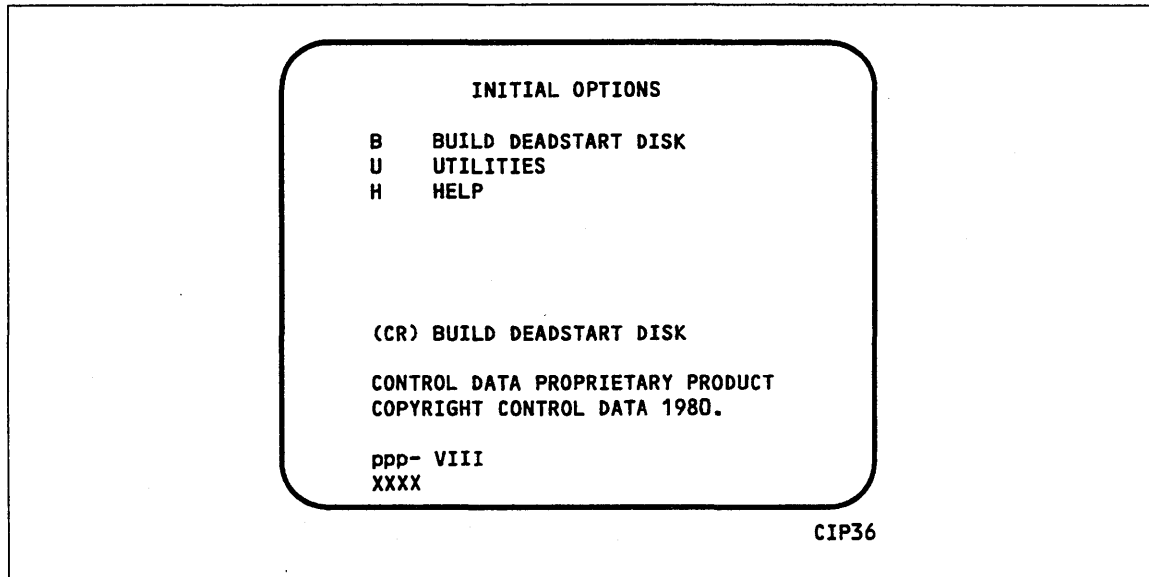 INITIAL OPTIONS
B BUILD DEADSTART DISK
U UTILITIES
H HELP
(CR) BUILD DEADSTART DISK
CONTROL DATA PROPRIETARY PRODUCT
COPYRIGHT CONTROL DATA 1980.
ppp- VIII
XXXX
CIP36